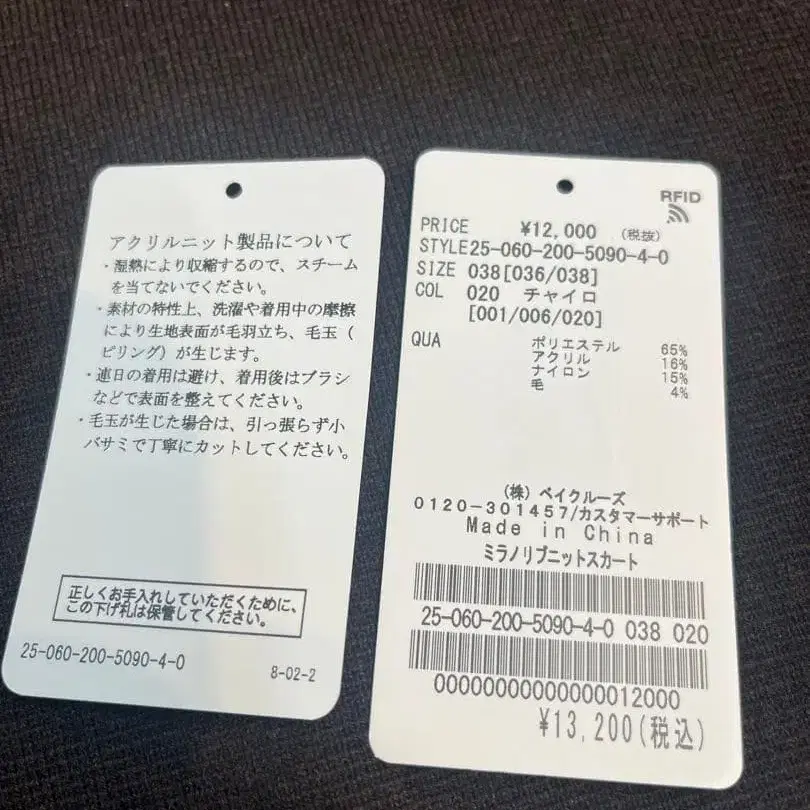 アクリルニット製品について
・湿熱により収縮するので、スチーム
を当てないでください。
・素材の特性上、洗濯や着用中の摩擦
により生地表面が毛羽立ち、毛玉（
ピリング）が生じます。
・連日の着用は避け、着用後はブラシ
などで表面を整えてください。
・毛玉が生じた場合は、引っ張らず小
バサミで丁寧にカットしてください。
正しくお手入れしていただくために、
この下げ札は保管してください。
25-060-200-5090-4-0
8-02-2
RFID
PRICE ¥12,000 (税抜)
STYLE25-060-200-5090-4-0
SIZE 038[036/038]
COL 020 チャイロ
[001/006/020]
QUA ポリエステル 65%
アクリル 16%
ナイロン 15%
毛 4%
(株) ベイクルーズ
0120-301457/カスタマーサポート
Made in China
ミラノリブニットスカート
25-060-200-5090-4-0 038 020
00000000000000012000
¥13,200(税込)